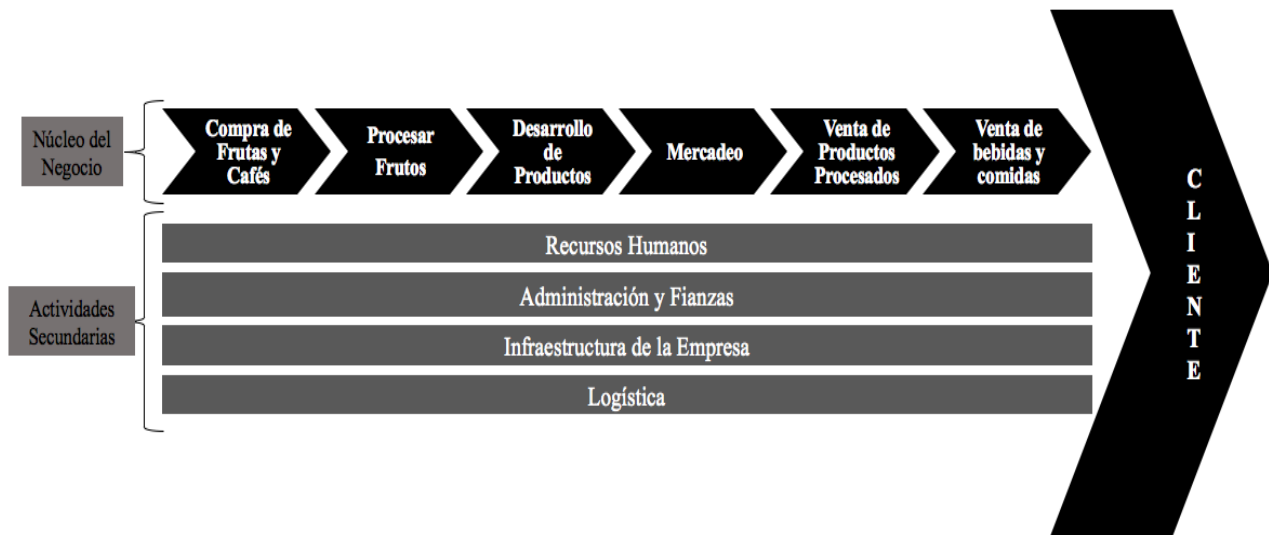 Núcleo del
Negocio
Compra de
Frutas y
Cafés
Procesar
Frutos
Desarrollo
de
Productos
Mercadeo
Venta de
Productos
Procesados
Venta de
bebidas y
comidas
Actividades
Secundarias
Recursos Humanos
Administración y Fianzas
Infraestructura de la Empresa
Logística
C
L
I
E
N
T
E